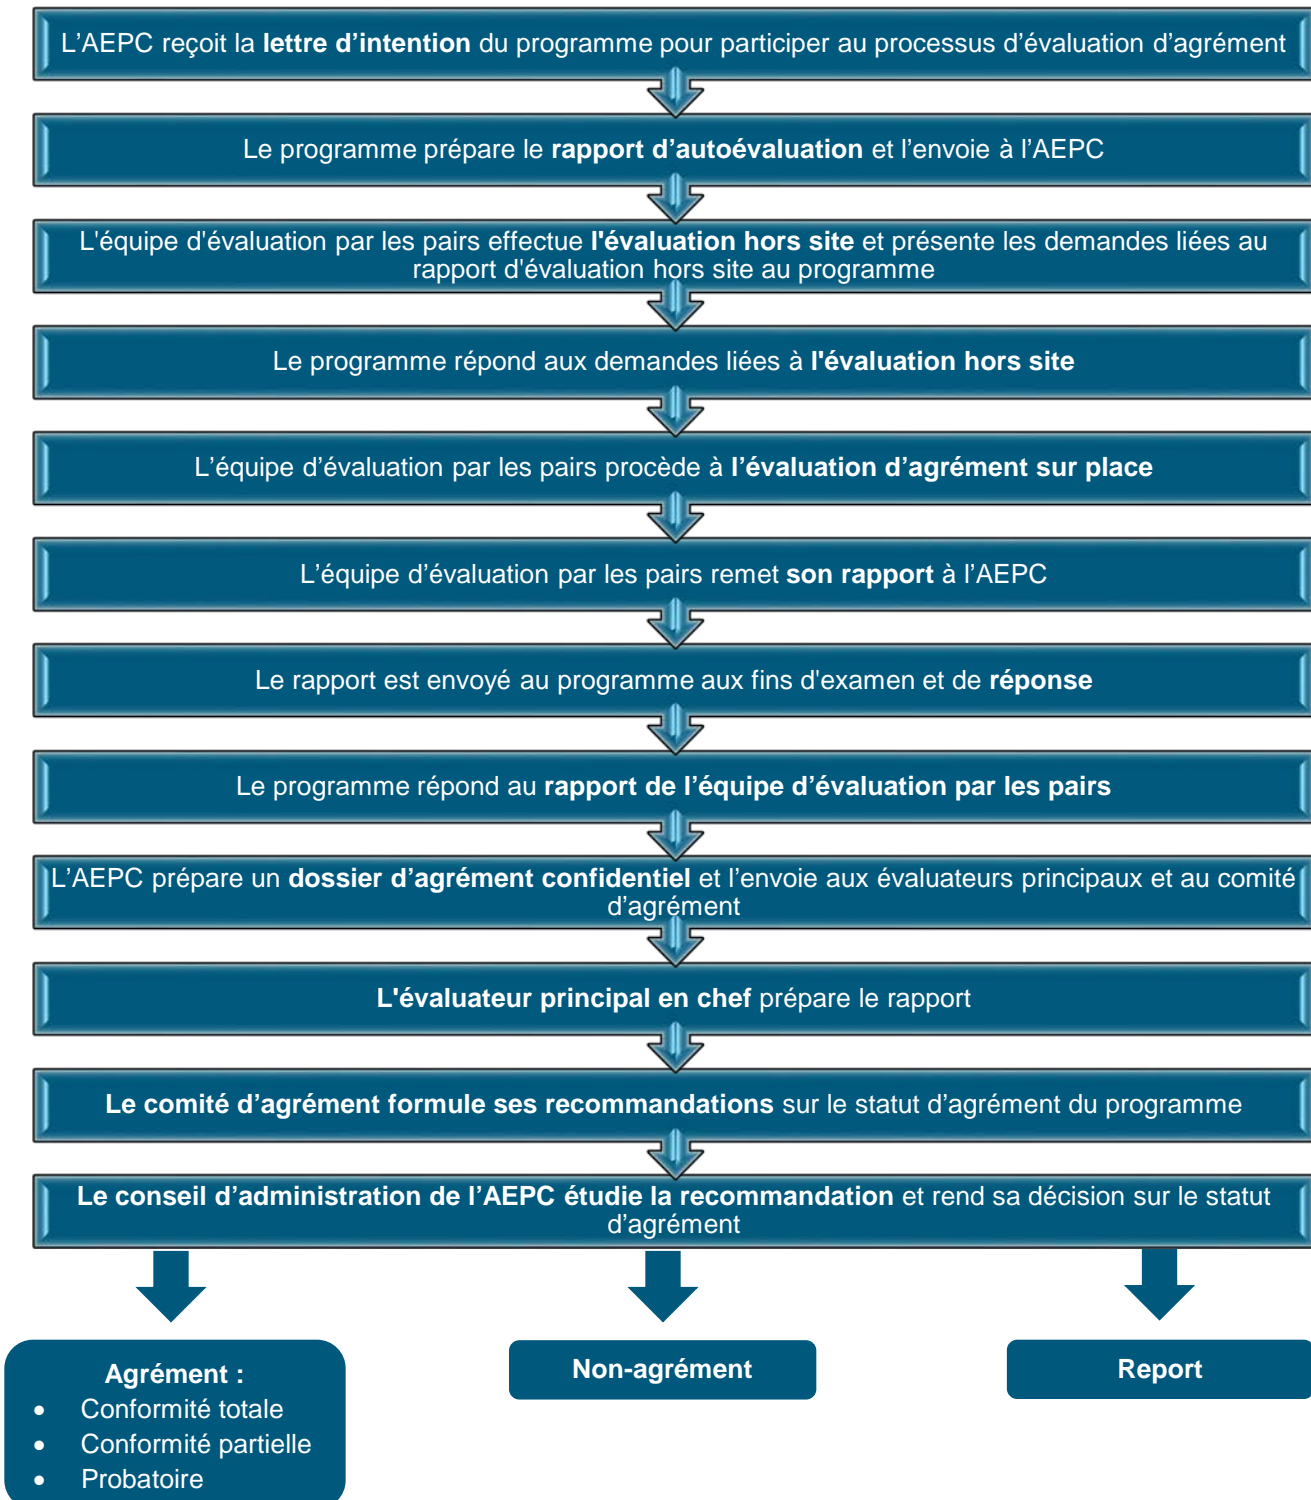 L’AEPC reçoit la lettre d’intention du programme pour participer au processus d’évaluation d’agrément
Le programme prépare le rapport d’autoévaluation et l’envoie à l’AEPC
L'équipe d'évaluation par les pairs effectue l'évaluation hors site et présente les demandes liées au
rapport d'évaluation hors site au programme
Le programme répond aux demandes liées à l'évaluation hors site
L’équipe d’évaluation par les pairs procède à l’évaluation d’agrément sur place
L’équipe d’évaluation par les pairs remet son rapport à l’AEPC
Le rapport est envoyé au programme aux fins d'examen et de réponse
Le programme répond au rapport de l’équipe d’évaluation par les pairs
L’AEPC prépare un dossier d’agrément confidentiel et l’envoie aux évaluateurs principaux et au comité
d’agrément
L'évaluateur principal en chef prépare le rapport
Le comité d’agrément formule ses recommandations sur le statut d’agrément du programme
Le conseil d’administration de l’AEPC étudie la recommandation et rend sa décision sur le statut
d’agrément
Agrément :
• Conformité totale
• Conformité partielle
• Probatoire
Non-agrément
Report